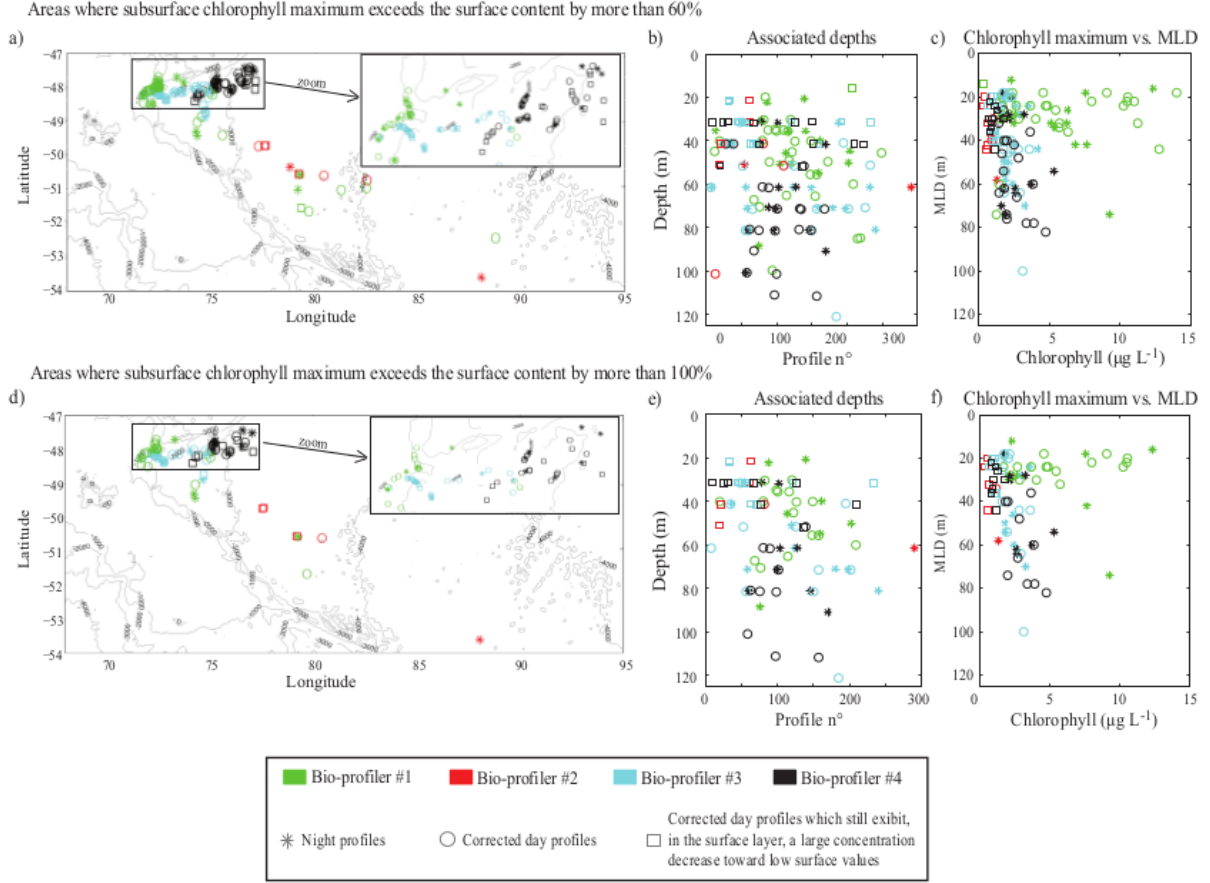 Areas where subsurface chlorophyll maximum exceeds the surface content by more than 60%
a)
b) Associated depths
c) Chlorophyll maximum vs. MLD
−47
−48
−49
−50
−51
−52
−53
−54
Latitude
zoom
70 75 80 85 90 95
Longitude
0
20
40
60
80
100
120
Depth (m)
0 100 200 300
Profile n°
0
20
40
60
80
100
120
MLD (m)
0 5 10 15
Chlorophyll (µg L-1)
Areas where subsurface chlorophyll maximum exceeds the surface content by more than 100%
d)
e) Associated depths
f) Chlorophyll maximum vs. MLD
−47
−48
−49
−50
−51
−52
−53
−54
Latitude
zoom
70 75 80 85 90 95
Longitude
0
20
40
60
80
100
120
Depth (m)
0 100 200 300
Profile n°
0
20
40
60
80
100
120
MLD (m)
0 5 10 15
Chlorophyll (µg L-1)
Bio-profiler #1 Bio-profiler #2 Bio-profiler #3 Bio-profiler #4
Night profiles
Corrected day profiles
Corrected day profiles which still exibit,
in the surface layer, a large concentration
decrease toward low surface values